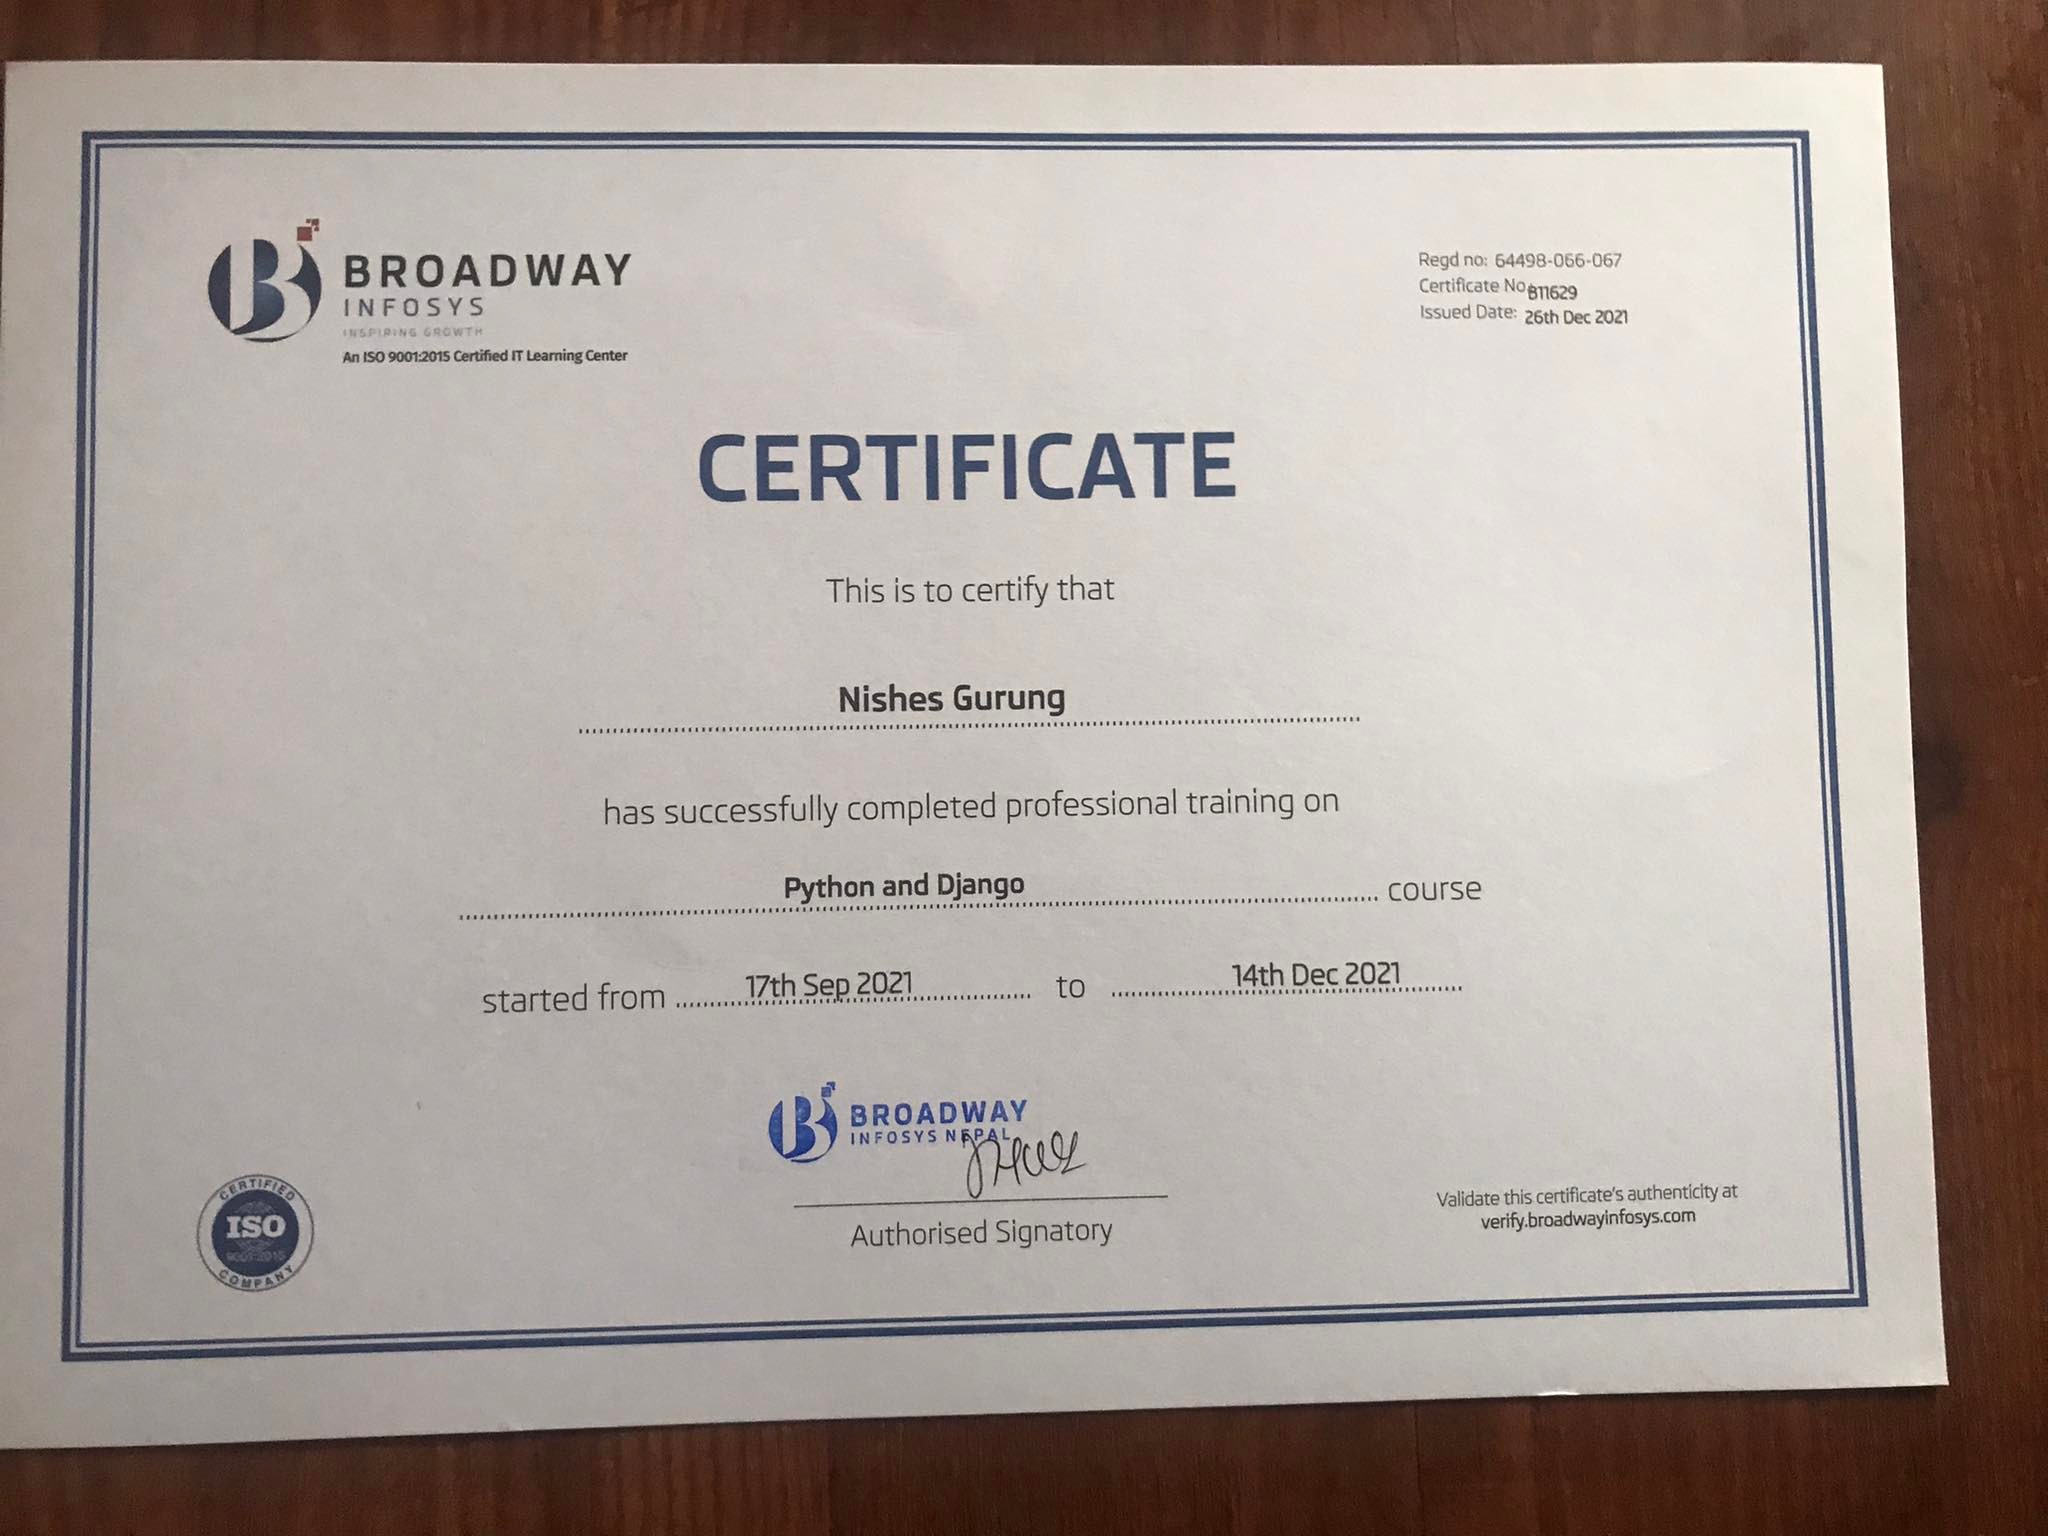 BROADWAY
INFOSYS
INSPIRING GROWTH
An ISO 9001:2015 Certified IT Learning Center
Regd no: 64498-066-067
Certificate No: B11629
Issued Date: 26th Dec 2021
CERTIFICATE
This is to certify that
Nishes Gurung
has successfully completed professional training on
Python and Django course
started from 17th Sep 2021 to 14th Dec 2021
BROADWAY
INFOSYS NEPAL
Authorised Signatory
CERTIFIED
ISO
9001:2015
COMPANY
Validate this certificate's authenticity at
verify.broadwayinfosys.com